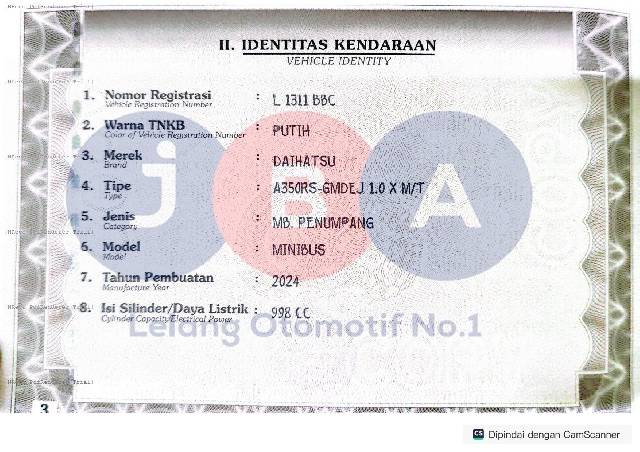 II. IDENTITAS KENDARAAN
VEHICLE IDENTITY
1. Nomor Registrasi : L 1311 BBC
Vehicle Registration Number
2. Warna TNKB : PUTIH
Color of Vehicle Registration Number
3. Merek : DAIHATSU
Brand
4. Tipe : A350RS-GMDEJ 1.0 X M/T
Type
5. Jenis : MB. PENUMPANG
Category
6. Model : MINIBUS
Model
7. Tahun Pembuatan : 2024
Manufacture Year
8. Isi Silinder/Daya Listrik : 998 CC
Cylinder Capacity/Electrical Power
JBA
Lelang Otomotif No.1
3
CS Dipindai dengan CamScanner